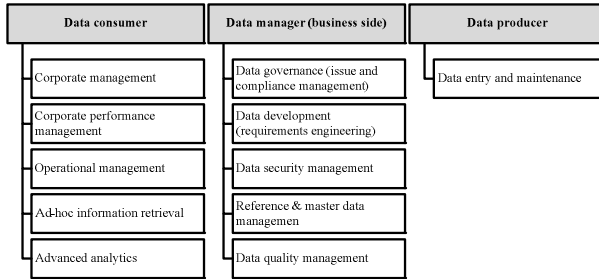 Data consumer
Corporate management
Corporate performance
management
Operational management
Ad-hoc information retrieval
Advanced analytics
Data manager (business side)
Data governance (issue and
compliance management)
Data development
(requirements engineering)
Data security management
Reference & master data
managemen
Data quality management
Data producer
Data entry and maintenance